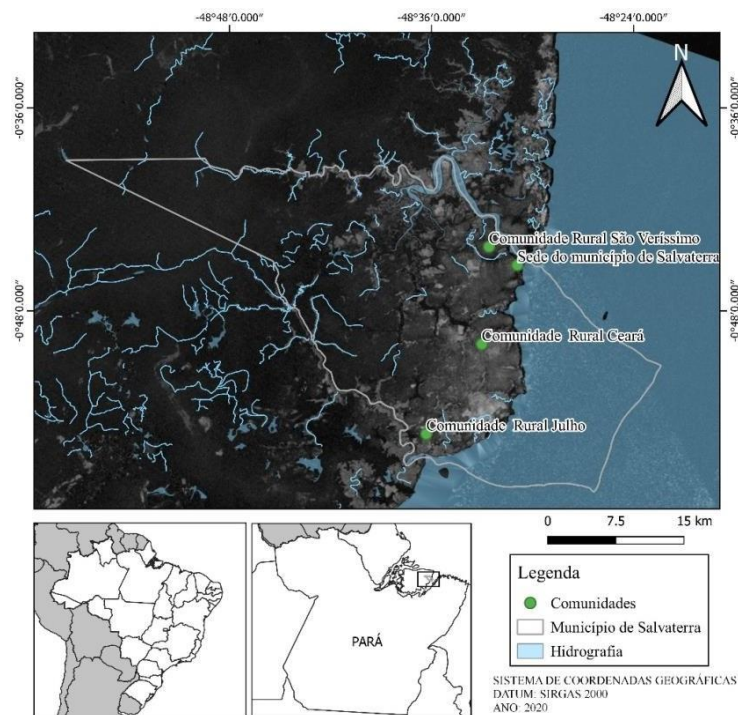 -48°48'0.000"
-48°36'0.000"
-48°24'0.000"
N
-0°36'0.000"
-0°36'0.000"
Comunidade Rural São Veríssimo
Sede do município de Salvaterra
-0°48'0.000"
-0°48'0.000"
Comunidade Rural Ceará
Comunidade Rural Julho
0 7.5 15 km
PARÁ
Legenda
Comunidades
Município de Salvaterra
Hidrografia
SISTEMA DE COORDENADAS GEOGRÁFICAS
DATUM: SIRGAS 2000
ANO: 2020